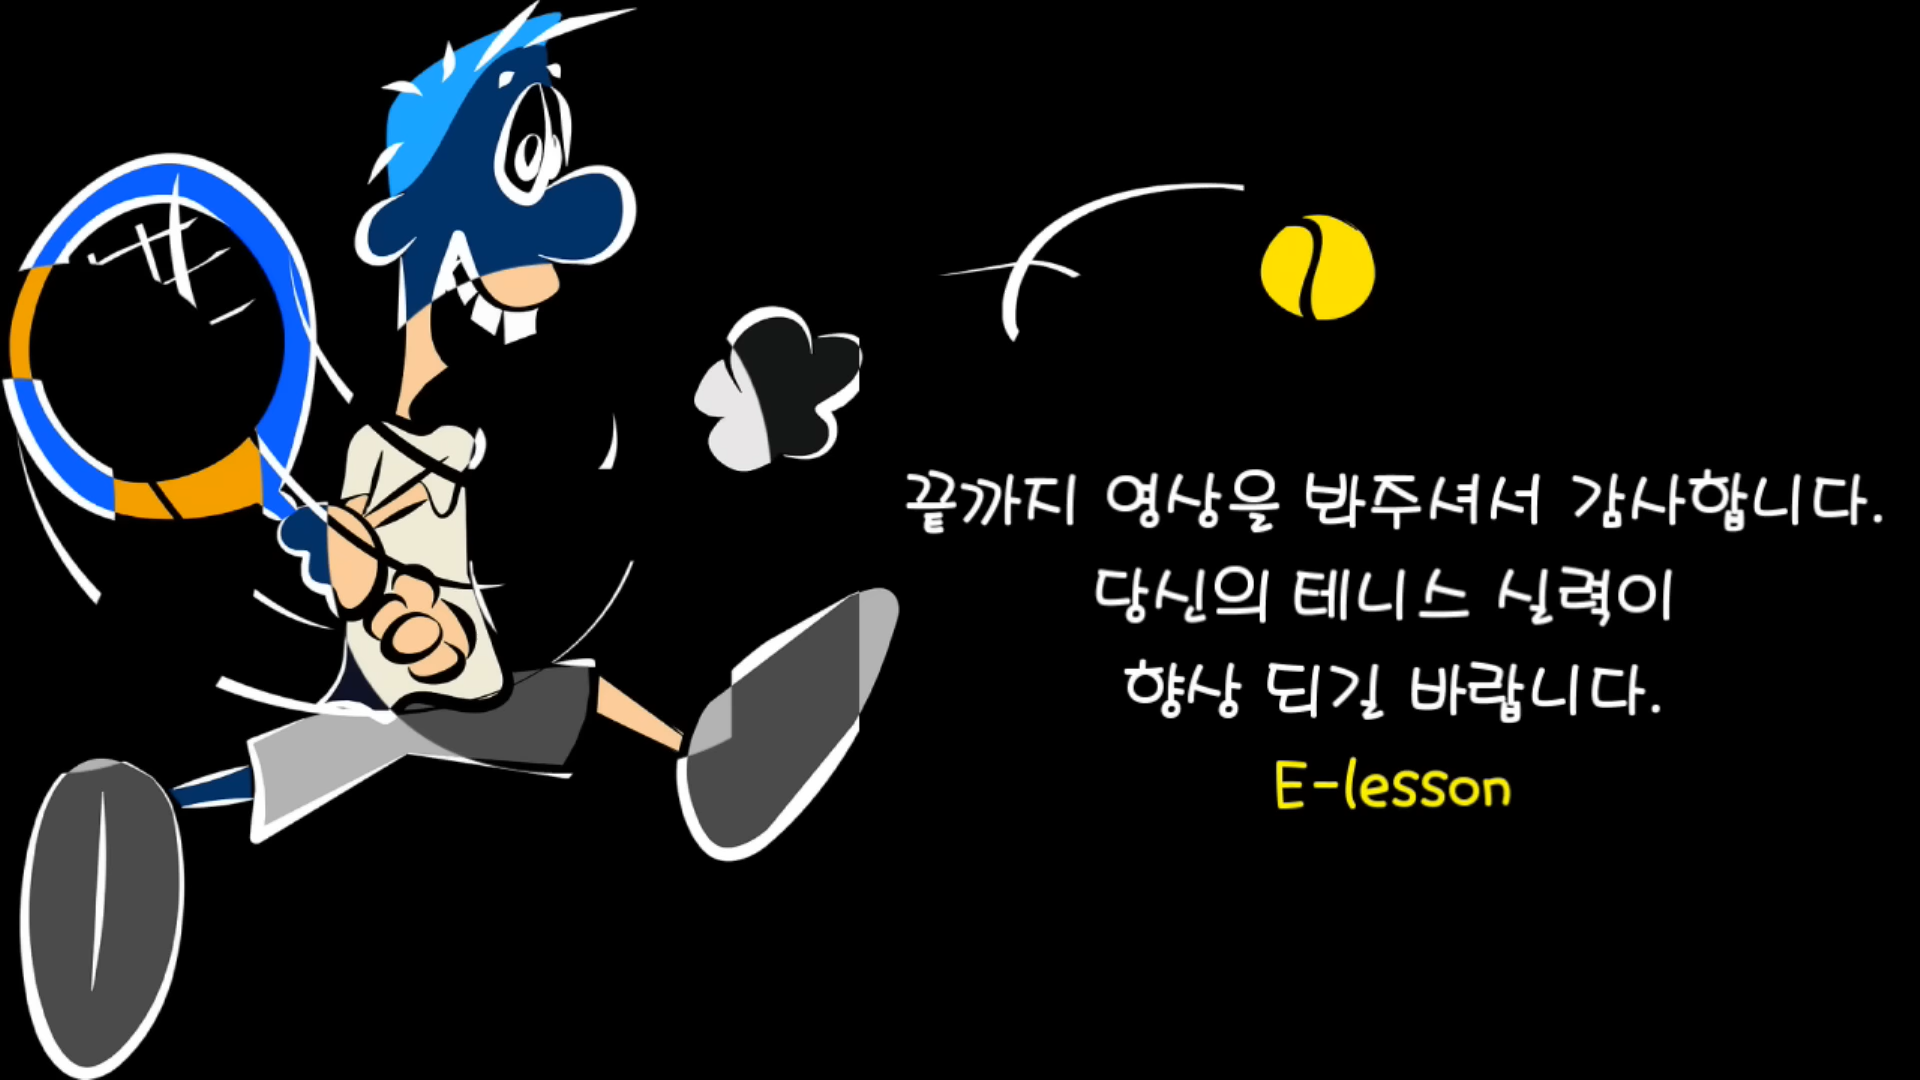 끝까지 영상을 봐주셔서 감사합니다.
당신의 테니스 실력이
향상 되길 바랍니다.
E-lesson